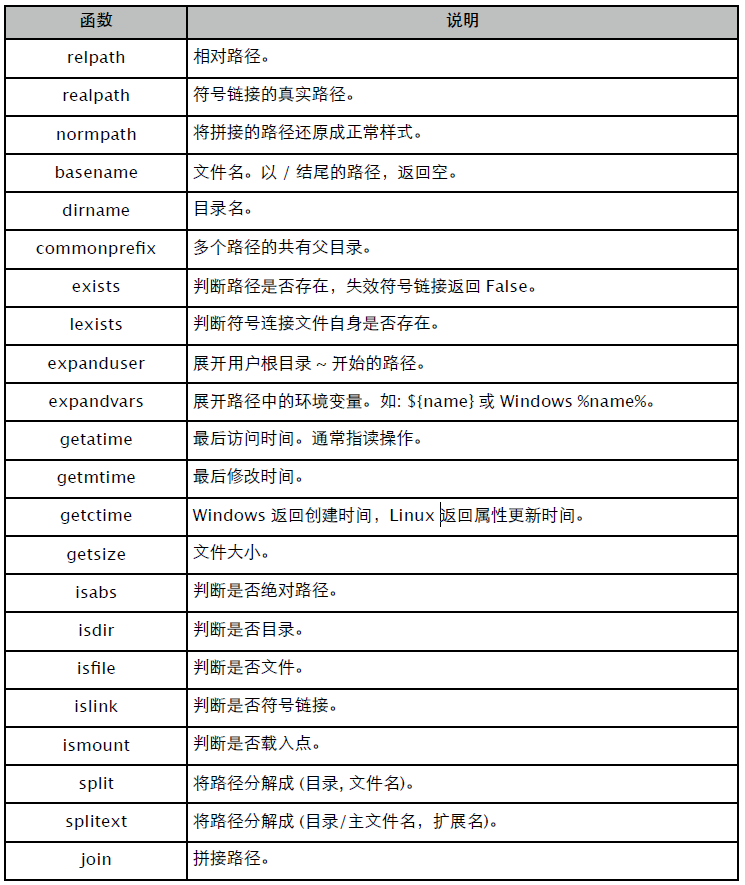 函数 说明
relpath 相对路径。
realpath 符号链接的真实路径。
normpath 将拼接的路径还原成正常样式。
basename 文件名。以 / 结尾的路径，返回空。
dirname 目录名。
commonprefix 多个路径的共有父目录。
exists 判断路径是否存在，失效符号链接返回 False。
lexists 判断符号连接文件自身是否存在。
expanduser 展开用户根目录 ~ 开始的路径。
expandvars 展开路径中的环境变量。如: ${name} 或 Windows %name%。
getatime 最后访问时间。通常指读操作。
getmtime 最后修改时间。
getctime Windows 返回创建时间，Linux 返回属性更新时间。
getsize 文件大小。
isabs 判断是否绝对路径。
isdir 判断是否目录。
isfile 判断是否文件。
islink 判断是否符号链接。
ismount 判断是否载入点。
split 将路径分解成 (目录, 文件名)。
splitext 将路径分解成 (目录/主文件名，扩展名)。
join 拼接路径。